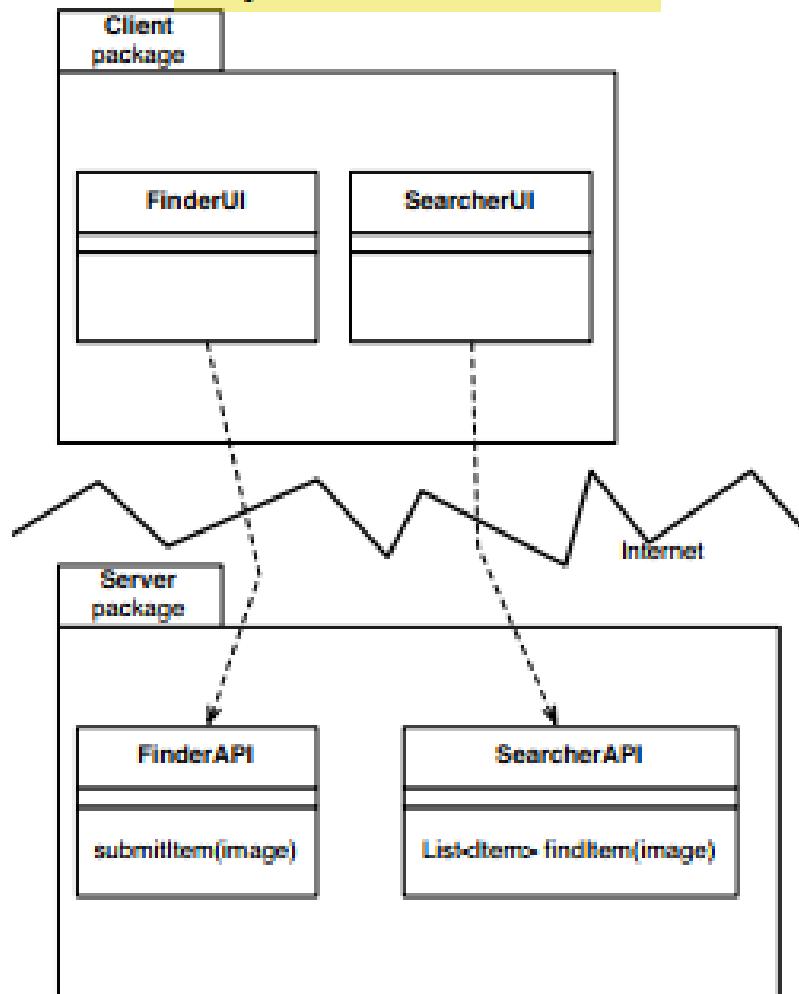 Client
package
FinderUI
SearcherUI
Internet
Server
package
FinderAPI
SearcherAPI
submitItem(image)
List<Item> findItem(image)